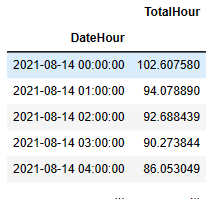 TotalHour
DateHour
2021-08-14 00:00:00 102.607580
2021-08-14 01:00:00 94.078890
2021-08-14 02:00:00 92.688439
2021-08-14 03:00:00 90.273844
2021-08-14 04:00:00 86.053049
... ...